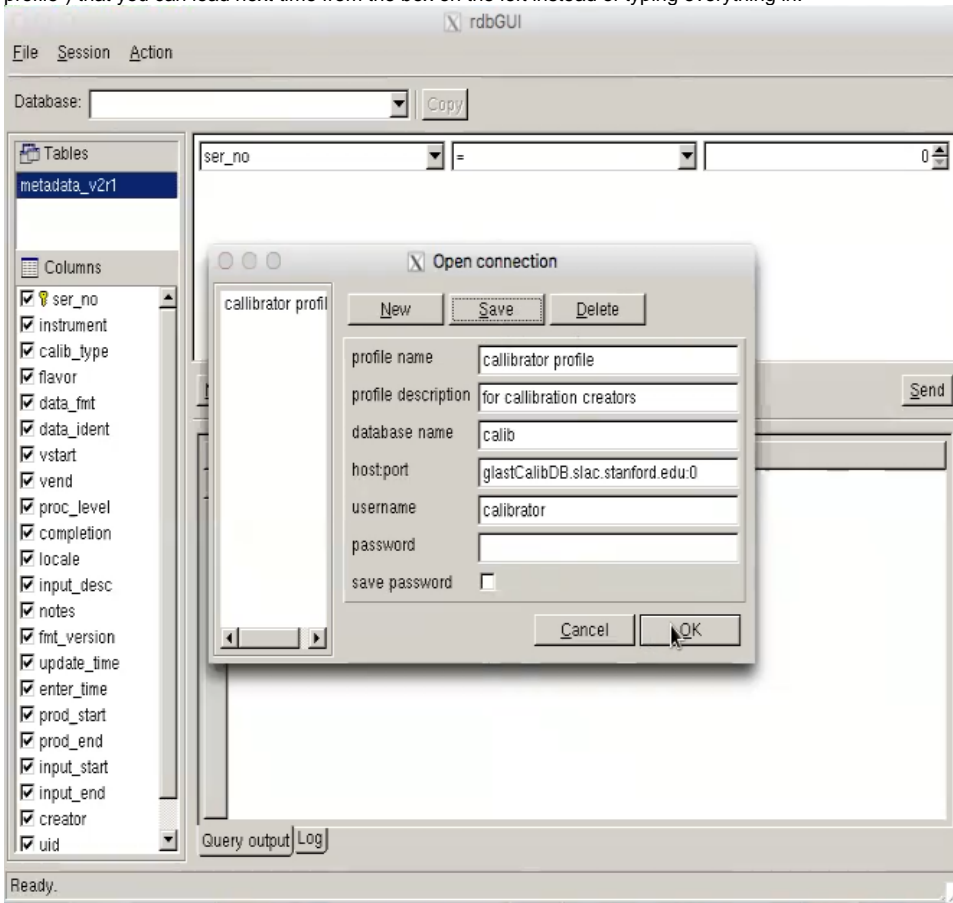 profile") that you can load next time from the box on the left instead of typing everything in.
rdbGUI
File Session Action
Database: Copy
Tables
metadata_v2r1
ser_no = 0
Columns
ser_no
instrument
calib_type
flavor
data_fmt
data_ident
vstart
vend
proc_level
completion
locale
input_desc
notes
fmt_version
update_time
enter_time
prod_start
prod_end
input_start
input_end
creator
uid
Open connection
callibrator profil
New Save Delete
profile name callibrator profile
profile description for callibration creators
database name calib
host:port glastCalibDB.slac.stanford.edu:0
username calibrator
password
save password
Cancel OK
Send
Query output Log
Ready.